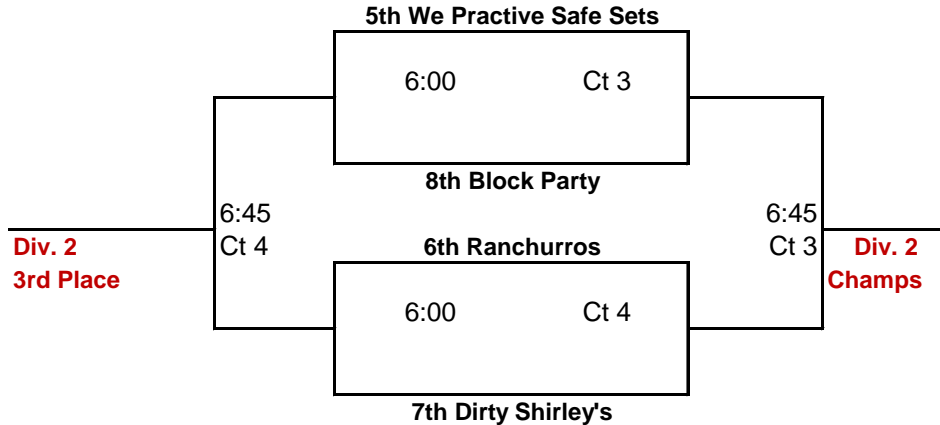 5th We Practive Safe Sets
6:00 Ct 3
8th Block Party
6:45 6:45
Div. 2 Ct 4 6th Ranchurros Ct 3 Div. 2
3rd Place Champs
6:00 Ct 4
7th Dirty Shirley's